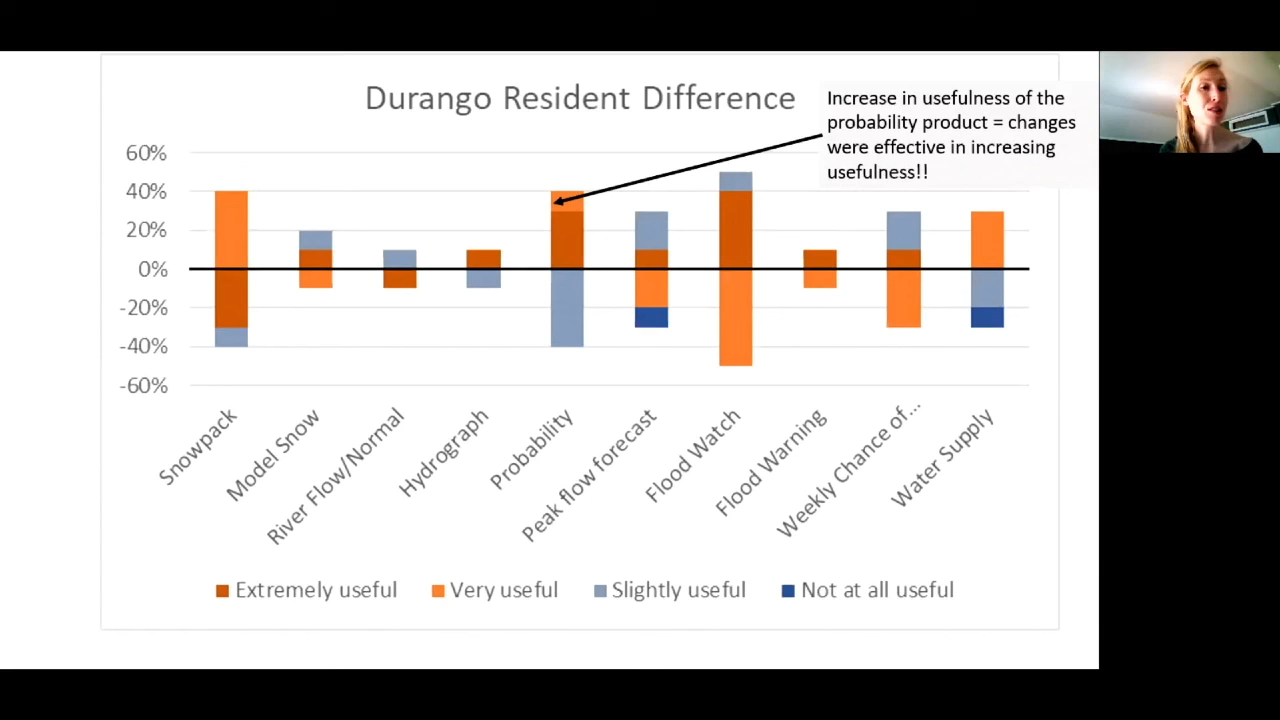 Durango Resident Difference
Increase in usefulness of the
probability product = changes
were effective in increasing
usefulness!!
60%
40%
20%
0%
-20%
-40%
-60%
Snowpack
Model Snow
River Flow/Normal
Hydrograph
Probability
Peak flow forecast
Flood Watch
Flood Warning
Weekly Chance of...
Water Supply
Extremely useful
Very useful
Slightly useful
Not at all useful